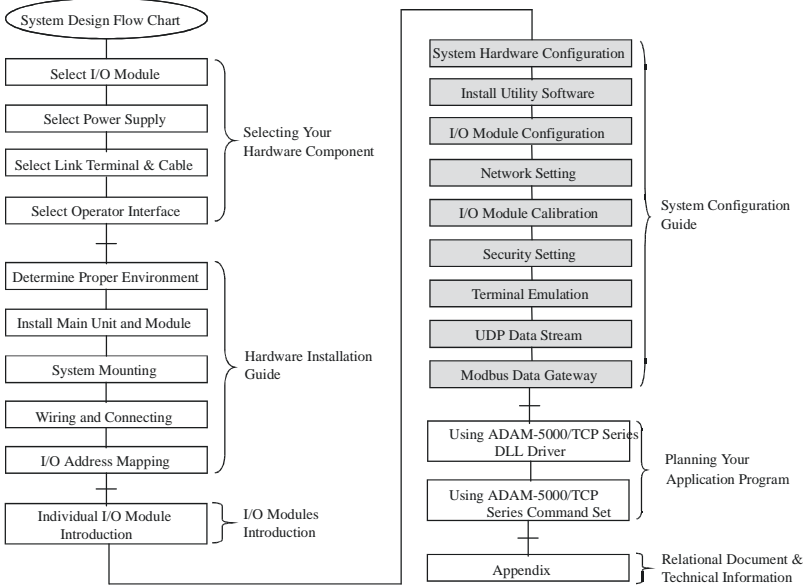 System Design Flow Chart
Select I/O Module
Select Power Supply
Select Link Terminal & Cable
Select Operator Interface
Selecting Your
Hardware Component
Determine Proper Environment
Install Main Unit and Module
System Mounting
Wiring and Connecting
I/O Address Mapping
Hardware Installation
Guide
Individual I/O Module
Introduction
I/O Modules
Introduction
System Hardware Configuration
Install Utility Software
I/O Module Configuration
Network Setting
I/O Module Calibration
Security Setting
Terminal Emulation
UDP Data Stream
Modbus Data Gateway
System Configuration
Guide
Using ADAM-5000/TCP Series
DLL Driver
Using ADAM-5000/TCP
Series Command Set
Planning Your
Application Program
Appendix
Relational Document &
Technical Information